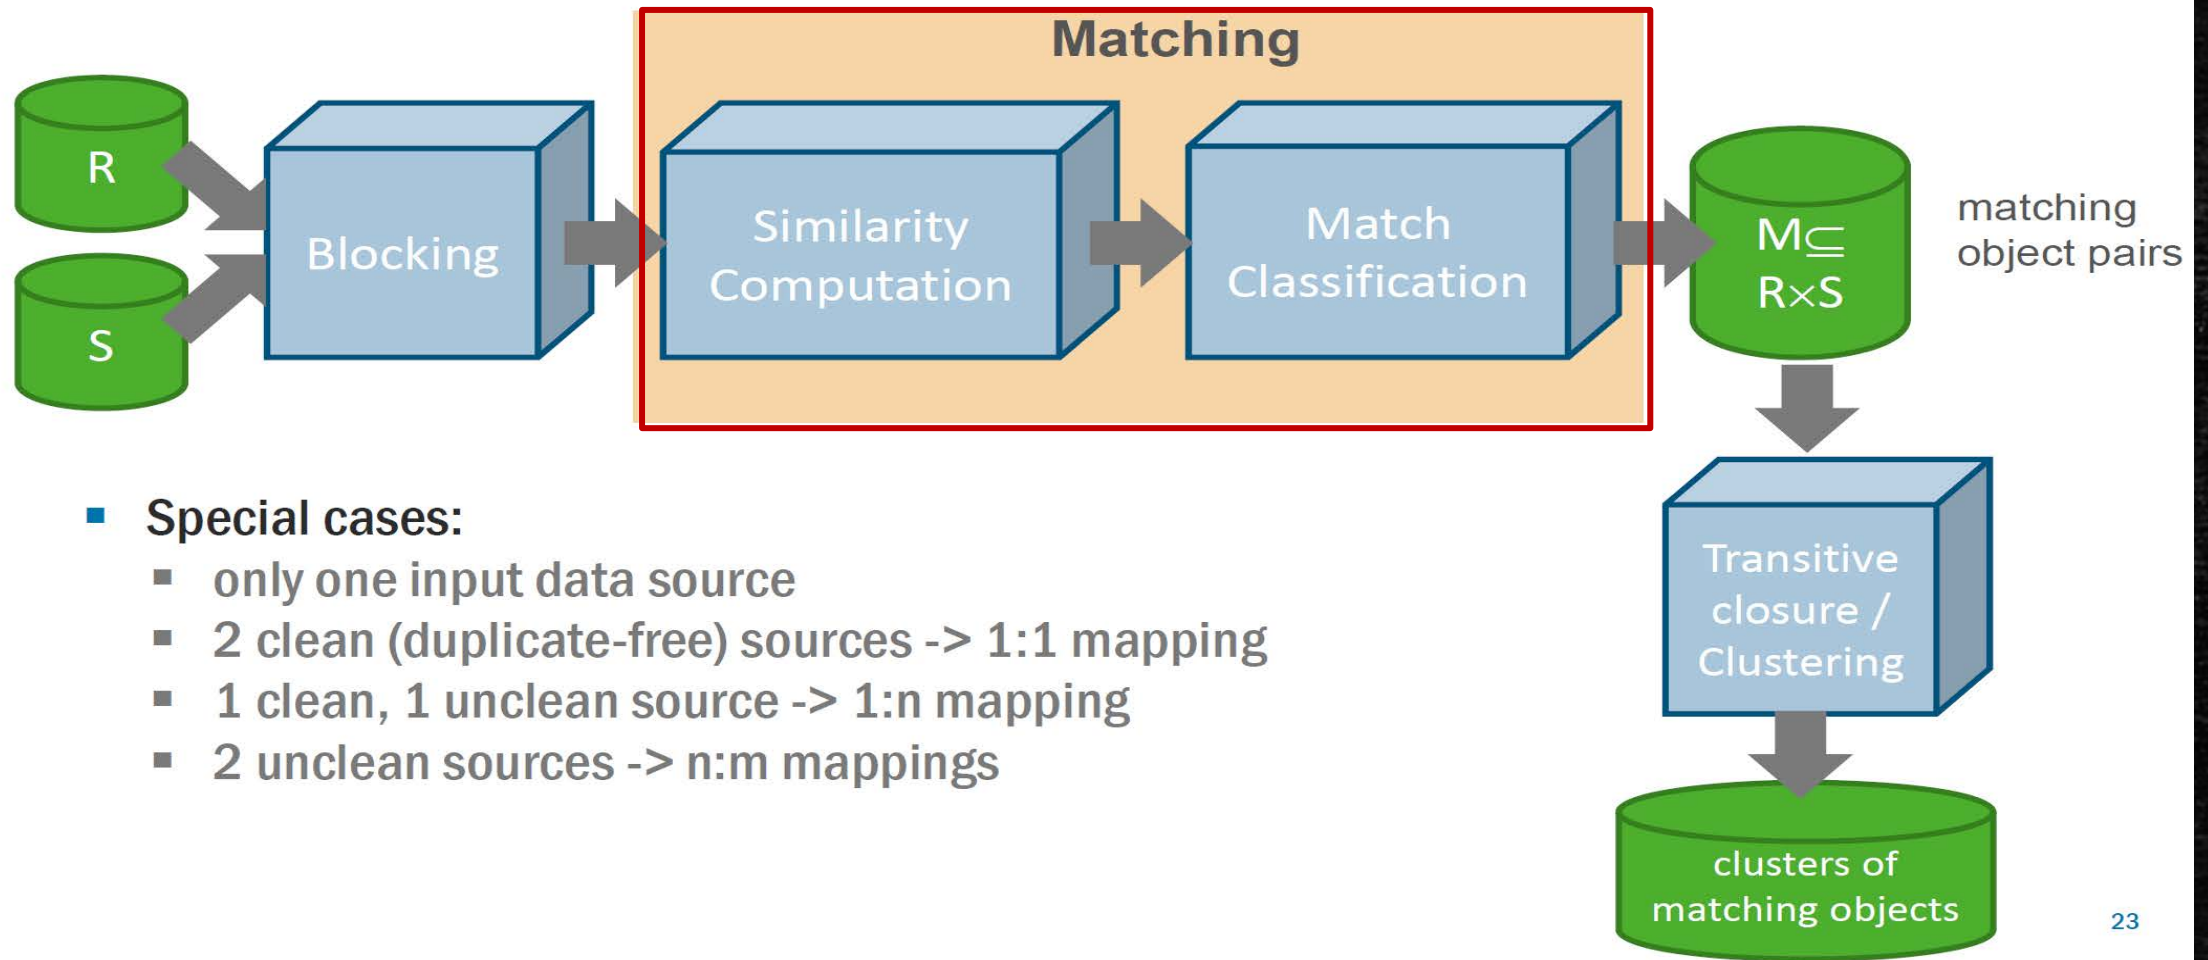 Matching
R
S
Blocking
Similarity
Computation
Match
Classification
M⊆
R×S
matching
object pairs
Transitive
closure /
Clustering
clusters of
matching objects
▪ Special cases:
▪ only one input data source
▪ 2 clean (duplicate-free) sources -> 1:1 mapping
▪ 1 clean, 1 unclean source -> 1:n mapping
▪ 2 unclean sources -> n:m mappings
23